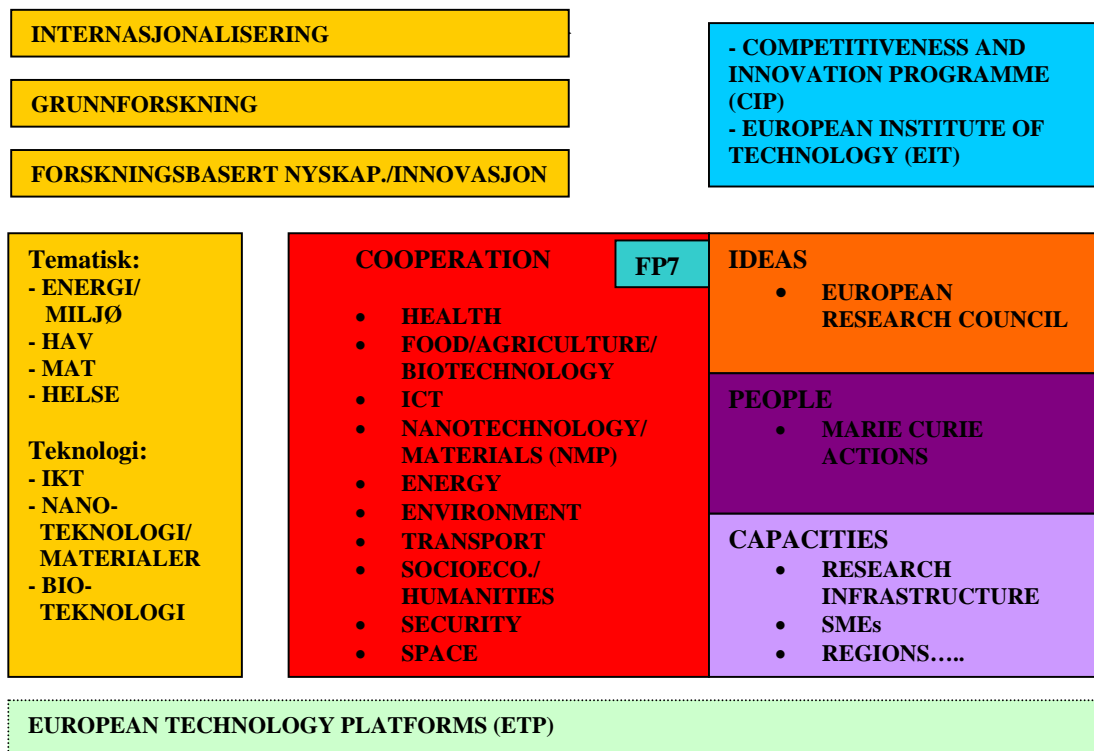 INTERNASJONALISERING
GRUNNFORSKNING
FORSKNINGSBASERT NYSKAP./INNOVASJON
- COMPETITIVENESS AND
INNOVATION PROGRAMME
(CIP)
- EUROPEAN INSTITUTE OF
TECHNOLOGY (EIT)
Tematisk:
- ENERGI/
MILJØ
- HAV
- MAT
- HELSE
Teknologi:
- IKT
- NANO-
TEKNOLOGI/
MATERIALER
- BIO-
TEKNOLOGI
COOPERATION
FP7
• HEALTH
• FOOD/AGRICULTURE/
BIOTECHNOLOGY
• ICT
• NANOTECHNOLOGY/
MATERIALS (NMP)
• ENERGY
• ENVIRONMENT
• TRANSPORT
• SOCIOECO./
HUMANITIES
• SECURITY
• SPACE
IDEAS
• EUROPEAN
RESEARCH COUNCIL
PEOPLE
• MARIE CURIE
ACTIONS
CAPACITIES
• RESEARCH
INFRASTRUCTURE
• SMEs
• REGIONS…..
EUROPEAN TECHNOLOGY PLATFORMS (ETP)